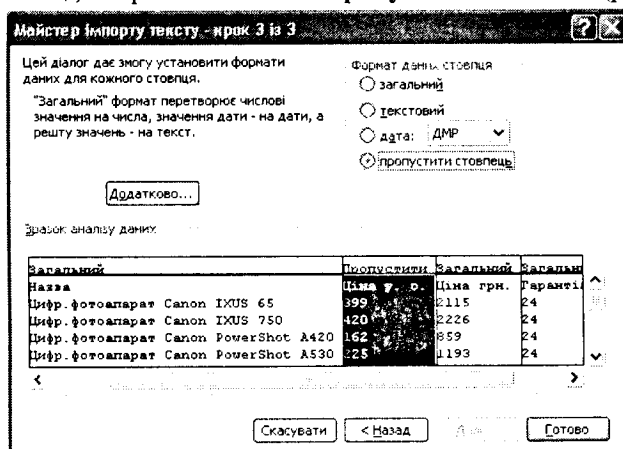 Майстер імпорту тексту - крок 3 із 3
Цей діалог дає змогу установити формати
даних для кожного стовпця.
"Загальний" формат перетворює числові
значення на числа, значення дати - на дати, а
решту значень - на текст.
Формат даних стовпця
загальний
текстовий
дата: ДМР
пропустити стовпець
Додатково...
Зразок аналізу даних
Загальний Пропустити Загальний Загальн
Назва Ціна у. о. Ціна грн. Гаранті
Цифр.фотоапарат Canon IXUS 65 399 2115 24
Цифр.фотоапарат Canon IXUS 750 420 2226 24
Цифр.фотоапарат Canon PowerShot A420 162 859 24
Цифр.фотоапарат Canon PowerShot A530 225 1193 24
Скасувати < Назад Готово